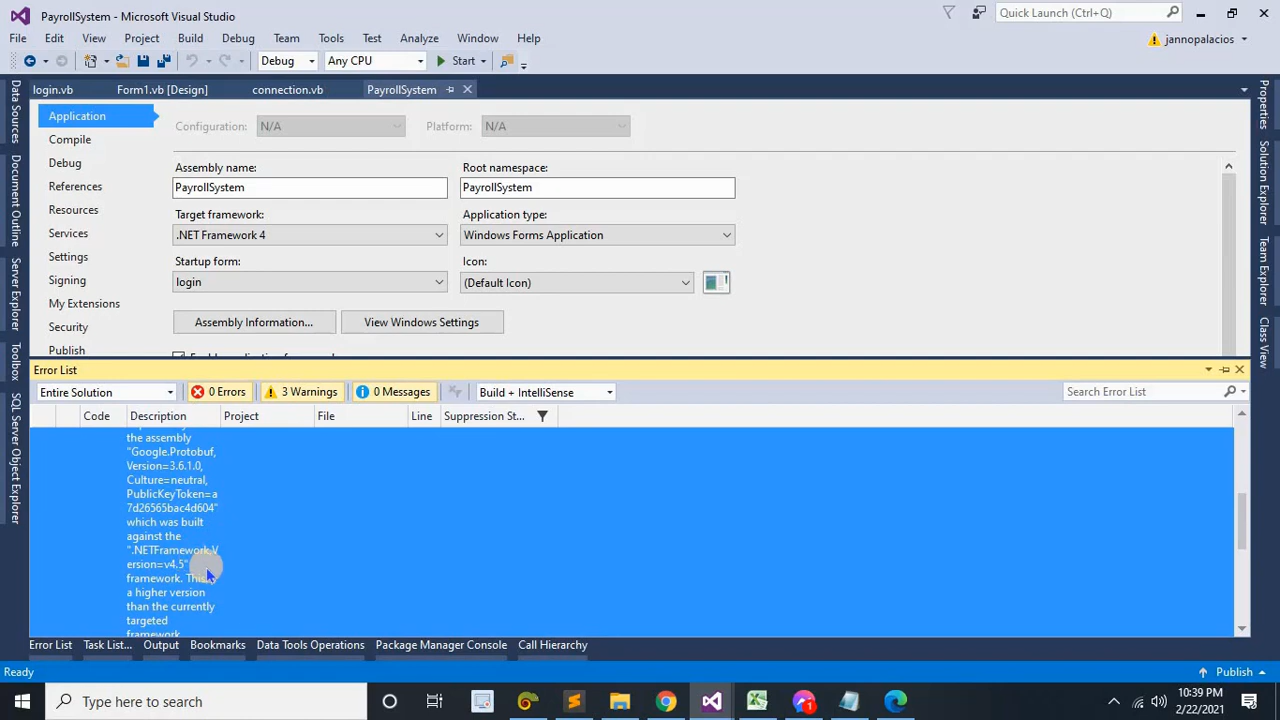 PayrollSystem - Microsoft Visual Studio
Quick Launch (Ctrl+Q)
File Edit View Project Build Debug Team Tools Test Analyze Window Help
jannopalacios
Debug Any CPU Start
login.vb Form1.vb [Design] connection.vb PayrollSystem
Data Sources
Document Outline
Server Explorer
Toolbox
SQL Server Object Explorer
Application
Compile
Debug
References
Resources
Services
Settings
Signing
My Extensions
Security
Publish
Configuration: N/A Platform: N/A
Assembly name: Root namespace:
PayrollSystem PayrollSystem
Target framework: Application type:
.NET Framework 4 Windows Forms Application
Startup form: Icon:
login (Default Icon)
Assembly Information... View Windows Settings
Properties
Solution Explorer
Team Explorer
Class View
Error List
Entire Solution 0 Errors 3 Warnings 0 Messages Build + IntelliSense Search Error List
Code Description Project File Line Suppression St...
the assembly
"Google.Protobuf,
Version=3.6.1.0,
Culture=neutral,
PublicKeyToken=a
7d26565bac4d604"
which was built
against the
".NETFramework,V
ersion=v4.5"
framework. This
a higher version
than the currently
targeted
framework
Error List Task List... Output Bookmarks Data Tools Operations Package Manager Console Call Hierarchy
Ready Publish
Type here to search
1
10:39 PM
2/22/2021